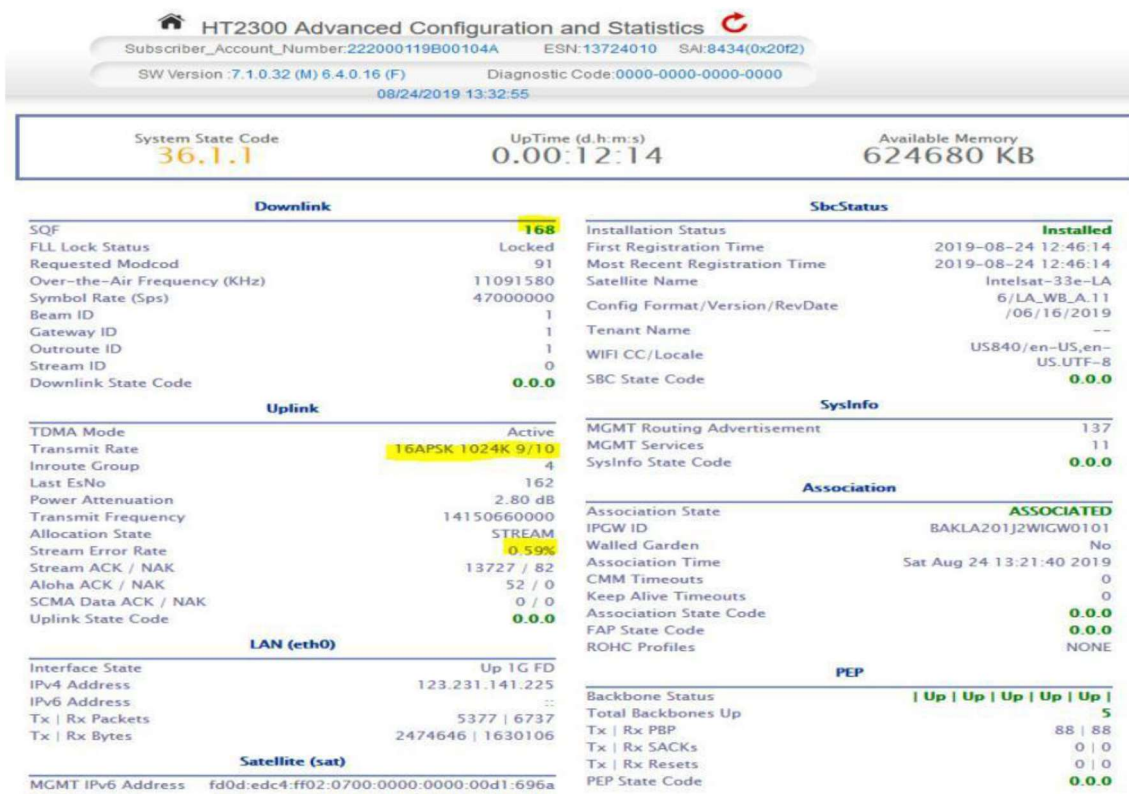 HT2300 Advanced Configuration and Statistics
Subscriber_Account_Number:222000119B00104A ESN:13724010 SAI:8434(0x20f2)
SW Version :7.1.0.32 (M) 6.4.0.16 (F) Diagnostic Code:0000-0000-0000-0000
08/24/2019 13:32:55
System State Code
36.1.1
UpTime (d.h:m:s)
0.00:12:14
Available Memory
624680 KB
Downlink
SQF 168
FLL Lock Status Locked
Requested Modcod 91
Over-the-Air Frequency (KHz) 11091580
Symbol Rate (Sps) 47000000
Beam ID 1
Gateway ID 1
Outroute ID 1
Stream ID 0
Downlink State Code 0.0.0
Uplink
TDMA Mode Active
Transmit Rate 16APSK 1024K 9/10
Inroute Group 4
Last EsNo 162
Power Attenuation 2.80 dB
Transmit Frequency 14150660000
Allocation State STREAM
Stream Error Rate 0.59%
Stream ACK / NAK 13727 / 82
Aloha ACK / NAK 52 / 0
SCMA Data ACK / NAK 0 / 0
Uplink State Code 0.0.0
LAN (eth0)
Interface State Up 1G FD
IPv4 Address 123.231.141.225
IPv6 Address ::
Tx | Rx Packets 5377 | 6737
Tx | Rx Bytes 2474646 | 1630106
Satellite (sat)
MGMT IPv6 Address fd0d:edc4:ff02:0700:0000:0000:00d1:696a
SbcStatus
Installation Status Installed
First Registration Time 2019-08-24 12:46:14
Most Recent Registration Time 2019-08-24 12:46:14
Satellite Name Intelsat-33e-LA
Config Format/Version/RevDate 6/LA_WB_A.11
/06/16/2019
Tenant Name --
WIFI CC/Locale US840/en-US,en-
US.UTF-8
SBC State Code 0.0.0
SysInfo
MGMT Routing Advertisement 137
MGMT Services 11
SysInfo State Code 0.0.0
Association
Association State ASSOCIATED
IPGW ID BAKLA201J2WIGW0101
Walled Garden No
Association Time Sat Aug 24 13:21:40 2019
CMM Timeouts 0
Keep Alive Timeouts 0
Association State Code 0.0.0
FAP State Code 0.0.0
ROHC Profiles NONE
PEP
Backbone Status | Up | Up | Up | Up | Up |
Total Backbones Up 5
Tx | Rx PBP 88 | 88
Tx | Rx SACKs 0 | 0
Tx | Rx Resets 0 | 0
PEP State Code 0.0.0